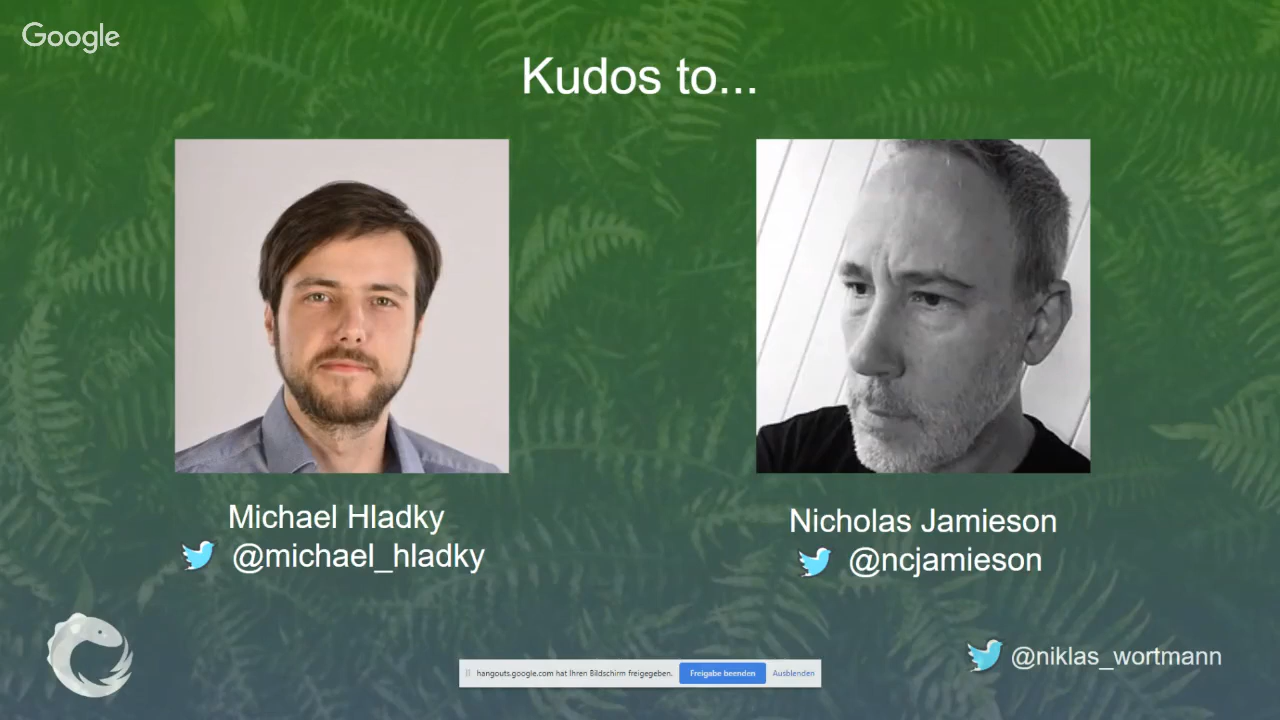 Google
Kudos to...
Michael Hladky
@michael_hladky
Nicholas Jamieson
@ncjamieson
@niklas_wortmann
hangouts.google.com hat Ihren Bildschirm freigegeben. Freigabe beenden Ausblenden